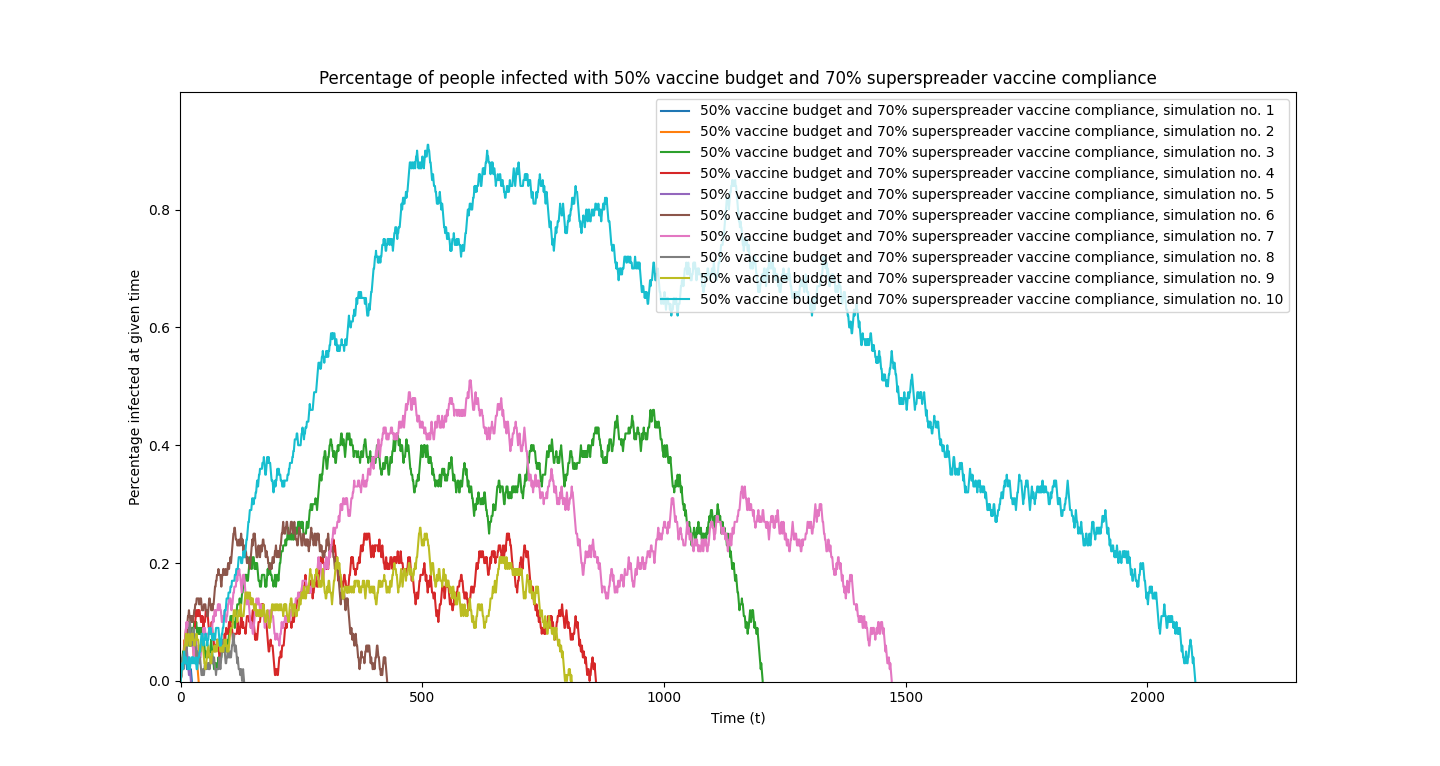 Percentage of people infected with 50% vaccine budget and 70% superspreader vaccine compliance
50% vaccine budget and 70% superspreader vaccine compliance, simulation no. 1
50% vaccine budget and 70% superspreader vaccine compliance, simulation no. 2
50% vaccine budget and 70% superspreader vaccine compliance, simulation no. 3
50% vaccine budget and 70% superspreader vaccine compliance, simulation no. 4
50% vaccine budget and 70% superspreader vaccine compliance, simulation no. 5
50% vaccine budget and 70% superspreader vaccine compliance, simulation no. 6
50% vaccine budget and 70% superspreader vaccine compliance, simulation no. 7
50% vaccine budget and 70% superspreader vaccine compliance, simulation no. 8
50% vaccine budget and 70% superspreader vaccine compliance, simulation no. 9
50% vaccine budget and 70% superspreader vaccine compliance, simulation no. 10
Percentage infected at given time
0.8
0.6
0.4
0.2
0.0
0 500 1000 1500 2000
Time (t)